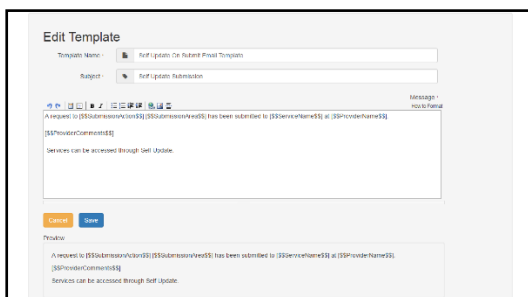 Edit Template
Template Name *
Self Update On Submit Email Template
Subject *
Self Update Submission
Message *
How to Format
A request to [$$SubmissionAction$$] [$$SubmissionArea$$] has been submitted to [$$ServiceName$$] at [$$ProviderName$$].
[$$ProviderComments$$]
Services can be accessed through Self Update.
Cancel
Save
Preview
A request to [$$SubmissionAction$$] [$$SubmissionArea$$] has been submitted to [$$ServiceName$$] at [$$ProviderName$$].
[$$ProviderComments$$]
Services can be accessed through Self Update.